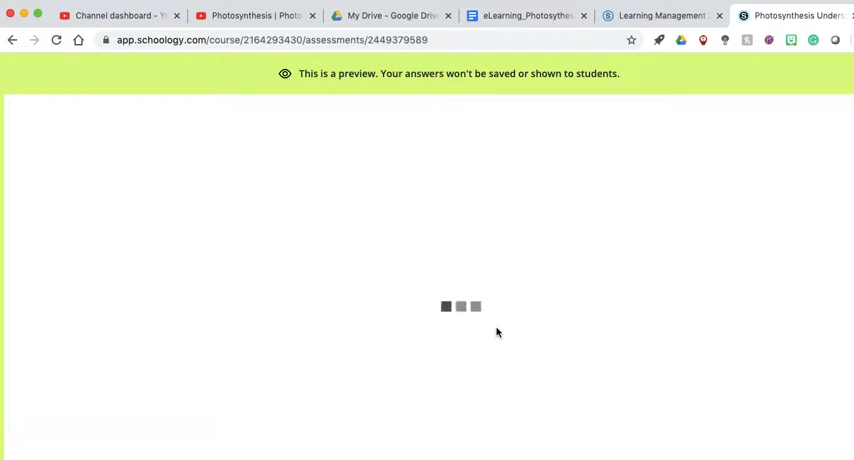 Channel dashboard - Y
Photosynthesis | Photo
My Drive - Google Driv
eLearning_Photosythes
Learning Management
Photosynthesis Unders
app.schoology.com/course/2164293430/assessments/2449379589
This is a preview. Your answers won't be saved or shown to students.